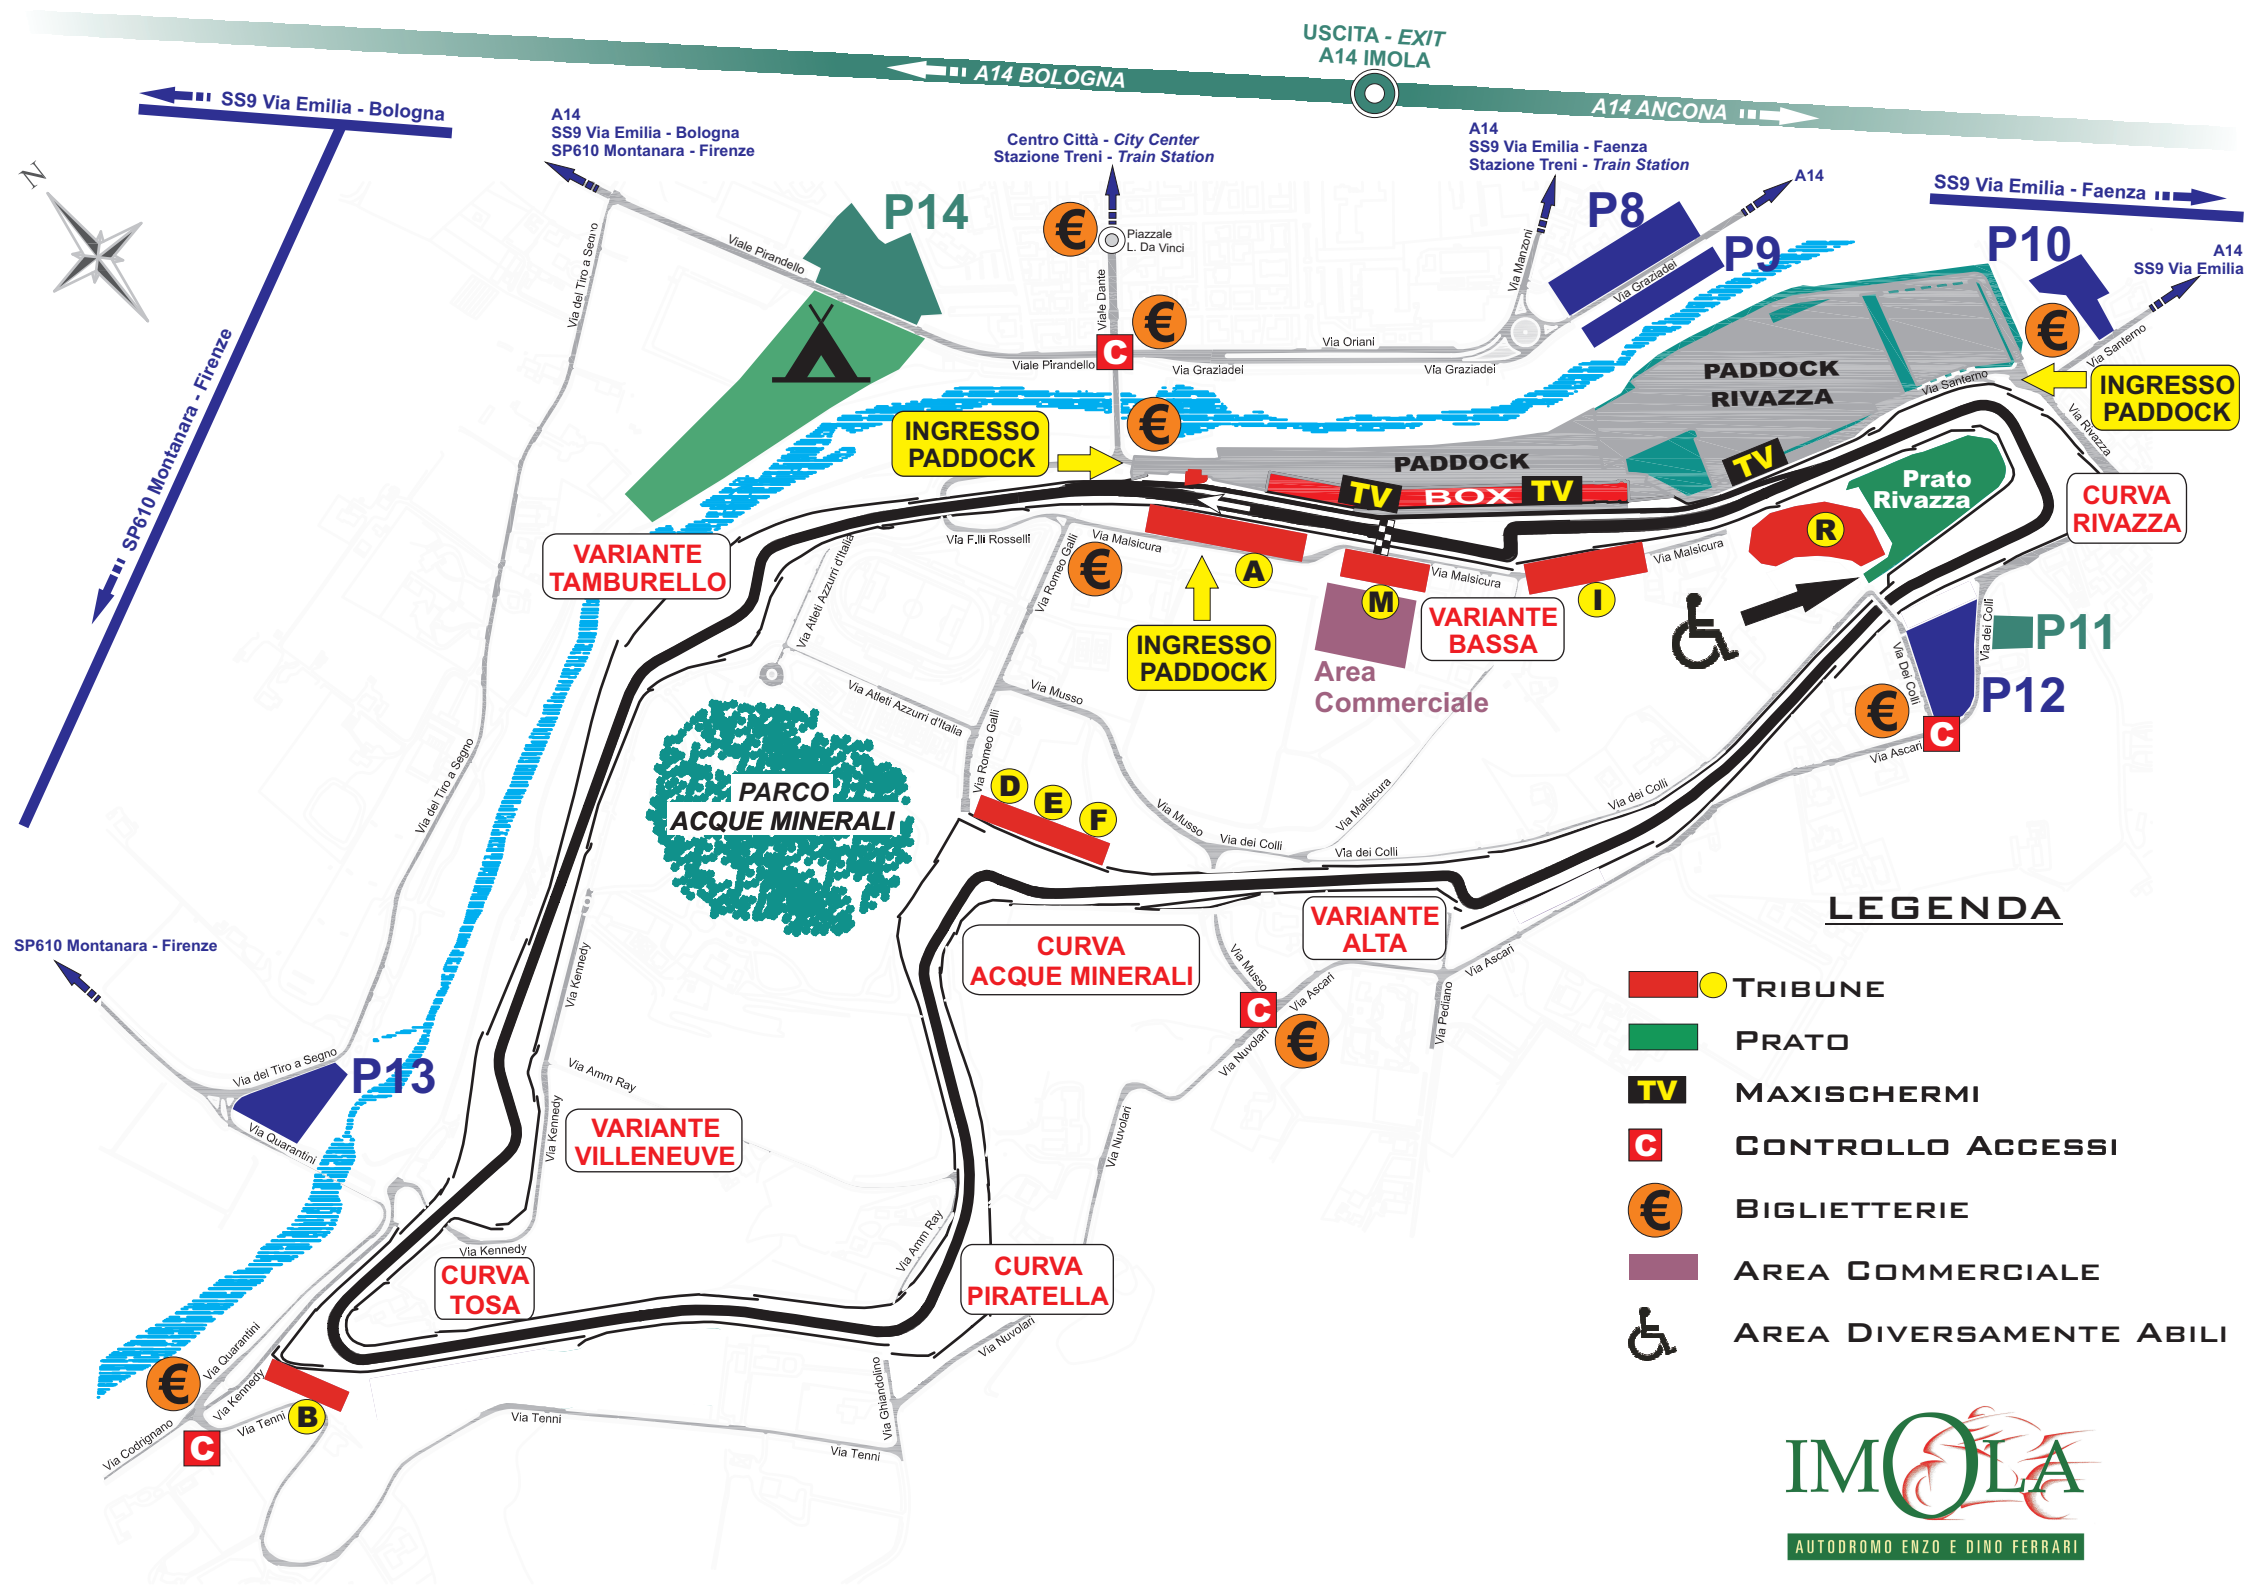 USCITA - EXIT
A14 IMOLA
A14 BOLOGNA
A14 ANCONA
SS9 Via Emilia - Bologna
SP610 Montanara - Firenze
N
A14
SS9 Via Emilia - Bologna
SP610 Montanara - Firenze
Centro Città - City Center
Stazione Treni - Train Station
A14
SS9 Via Emilia - Faenza
Stazione Treni - Train Station
A14
SS9 Via Emilia - Faenza
A14
SS9 Via Emilia
P14
P8
P9
P10
€
Piazzale
L. Da Vinci
Viale Pirandello
Via del Tiro a Segno
Viale Dante
€
C
Viale Pirandello
Via Graziadei
Via Oriani
Via Graziadei
Via Manzoni
Via Graziadei
€
Via Santerno
Via Santerno
Via Rivazza
INGRESSO
PADDOCK
PADDOCK
RIVAZZA
INGRESSO
PADDOCK
€
PADDOCK
TV
BOX
TV
TV
Prato
Rivazza
R
CURVA
RIVAZZA
VARIANTE
TAMBURELLO
Via F.lli Rosselli
Via Malsicura
Via Romeo Galli
Via Atleti Azzurri d'Italia
€
A
M
Via Malsicura
I
Via Malsicura
VARIANTE
BASSA
INGRESSO
PADDOCK
Area
Commerciale
Via dei Colli
Via Dei Colli
P11
P12
€
C
Via Ascari
Via Atleti Azzurri d'Italia
Via Musso
Via Romeo Galli
PARCO
ACQUE MINERALI
D
E
F
Via Musso
Via dei Colli
Via Malsicura
Via dei Colli
Via dei Colli
Via del Tiro a Segno
VARIANTE
ALTA
CURVA
ACQUE MINERALI
Via Musso
Via Ascari
Via Ascari
Via Pediano
C
€
Via Nuvolari
Via Nuvolari
SP610 Montanara - Firenze
Via del Tiro a Segno
P13
Via Quarantini
Via Kennedy
Via Amm Ray
Via Kennedy
VARIANTE
VILLENEUVE
Via Amm Ray
Via Kennedy
CURVA
TOSA
CURVA
PIRATELLA
Via Nuvolari
Via Quarantini
€
Via Kennedy
Via Tenni
B
Via Codrignano
C
Via Tenni
Via Ghiandolino
Via Tenni
LEGENDA
TRIBUNE
PRATO
TV MAXISCHERMI
C CONTROLLO ACCESSI
€ BIGLIETTERIE
AREA COMMERCIALE
AREA DIVERSAMENTE ABILI
IMOLA
AUTODROMO ENZO E DINO FERRARI